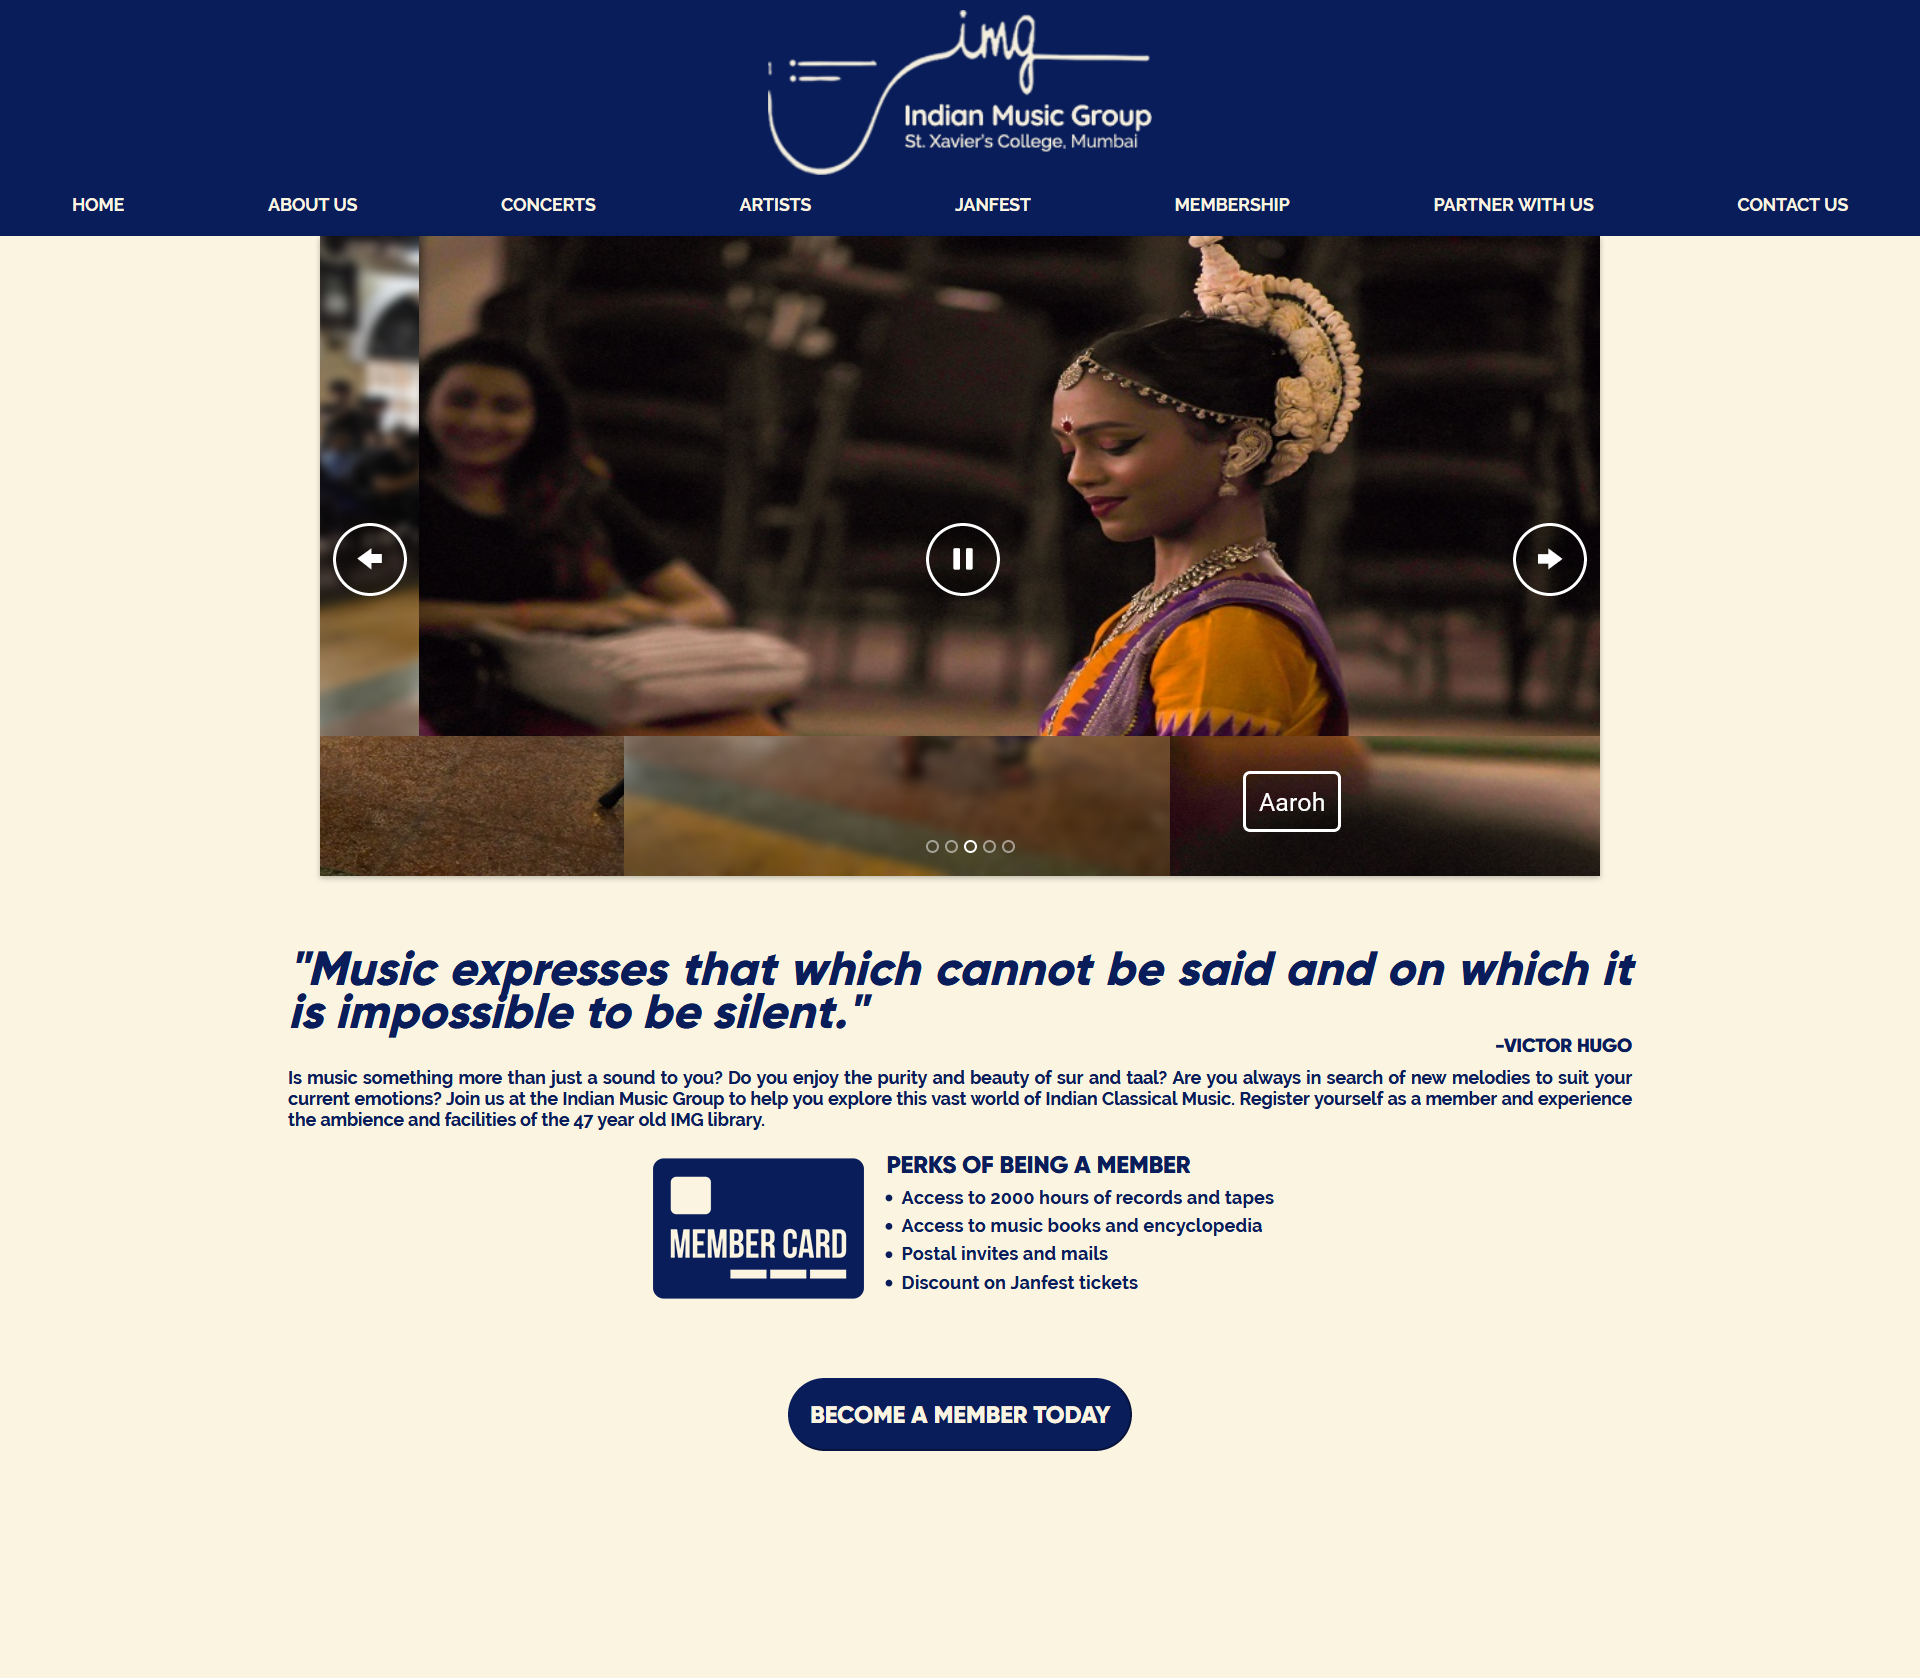 img
Indian Music Group
St. Xavier's College, Mumbai
HOME ABOUT US CONCERTS ARTISTS JANFEST MEMBERSHIP PARTNER WITH US CONTACT US
Aaroh
"Music expresses that which cannot be said and on which it
is impossible to be silent."
-VICTOR HUGO
Is music something more than just a sound to you? Do you enjoy the purity and beauty of sur and taal? Are you always in search of new melodies to suit your
current emotions? Join us at the Indian Music Group to help you explore this vast world of Indian Classical Music. Register yourself as a member and experience
the ambience and facilities of the 47 year old IMG library.
MEMBER CARD
PERKS OF BEING A MEMBER
• Access to 2000 hours of records and tapes
• Access to music books and encyclopedia
• Postal invites and mails
• Discount on Janfest tickets
BECOME A MEMBER TODAY